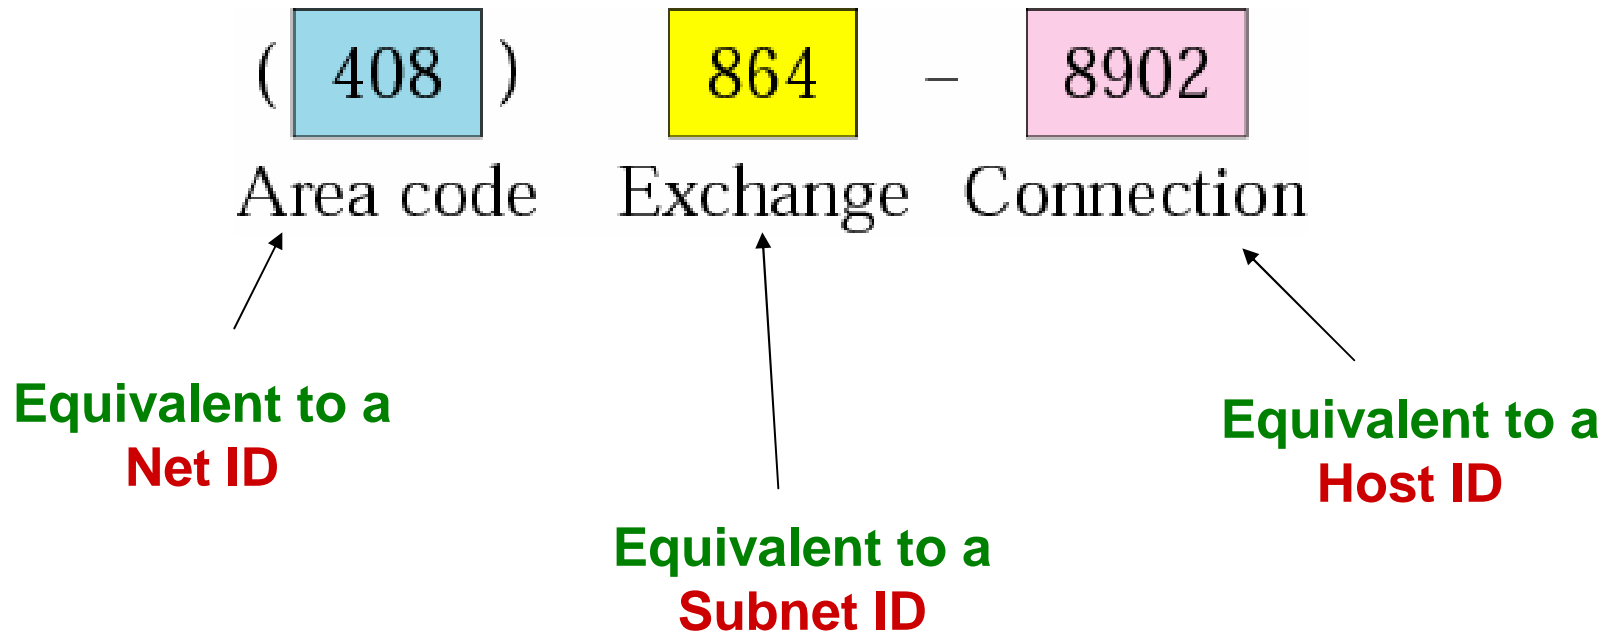 ( 408 ) 864 – 8902
Area code Exchange Connection
Equivalent to a
Net ID
Equivalent to a
Subnet ID
Equivalent to a
Host ID